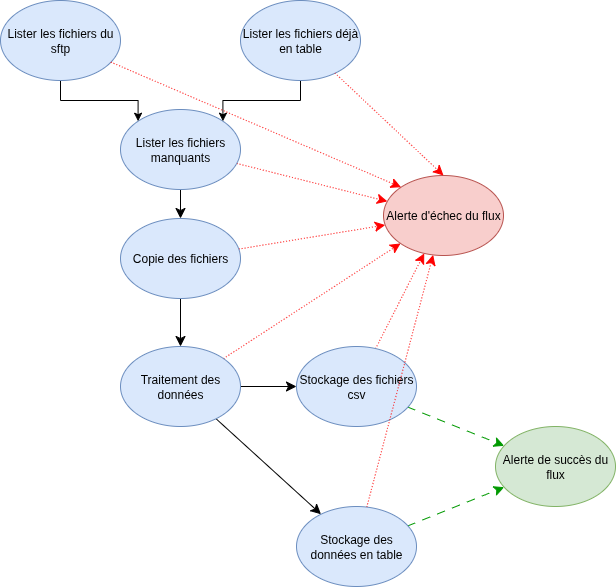 Lister les fichiers du
sftp
Lister les fichiers déjà
en table
Lister les fichiers
manquants
Alerte d'échec du flux
Copie des fichiers
Traitement des
données
Stockage des fichiers
csv
Alerte de succès du
flux
Stockage des
données en table